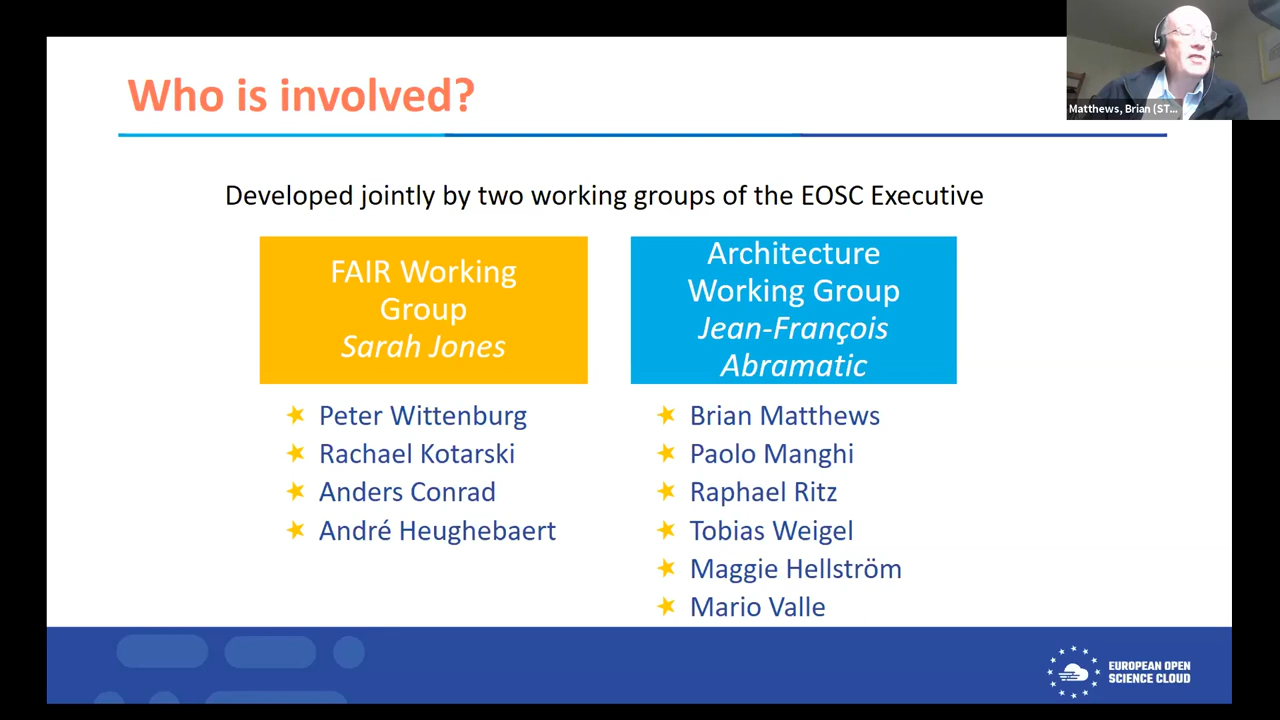 Who is involved?
Matthews, Brian (ST...
Developed jointly by two working groups of the EOSC Executive
FAIR Working
Group
Sarah Jones
Architecture
Working Group
Jean-François
Abramatic
Peter Wittenburg
Rachael Kotarski
Anders Conrad
André Heughebaert
Brian Matthews
Paolo Manghi
Raphael Ritz
Tobias Weigel
Maggie Hellström
Mario Valle
EUROPEAN OPEN
SCIENCE CLOUD